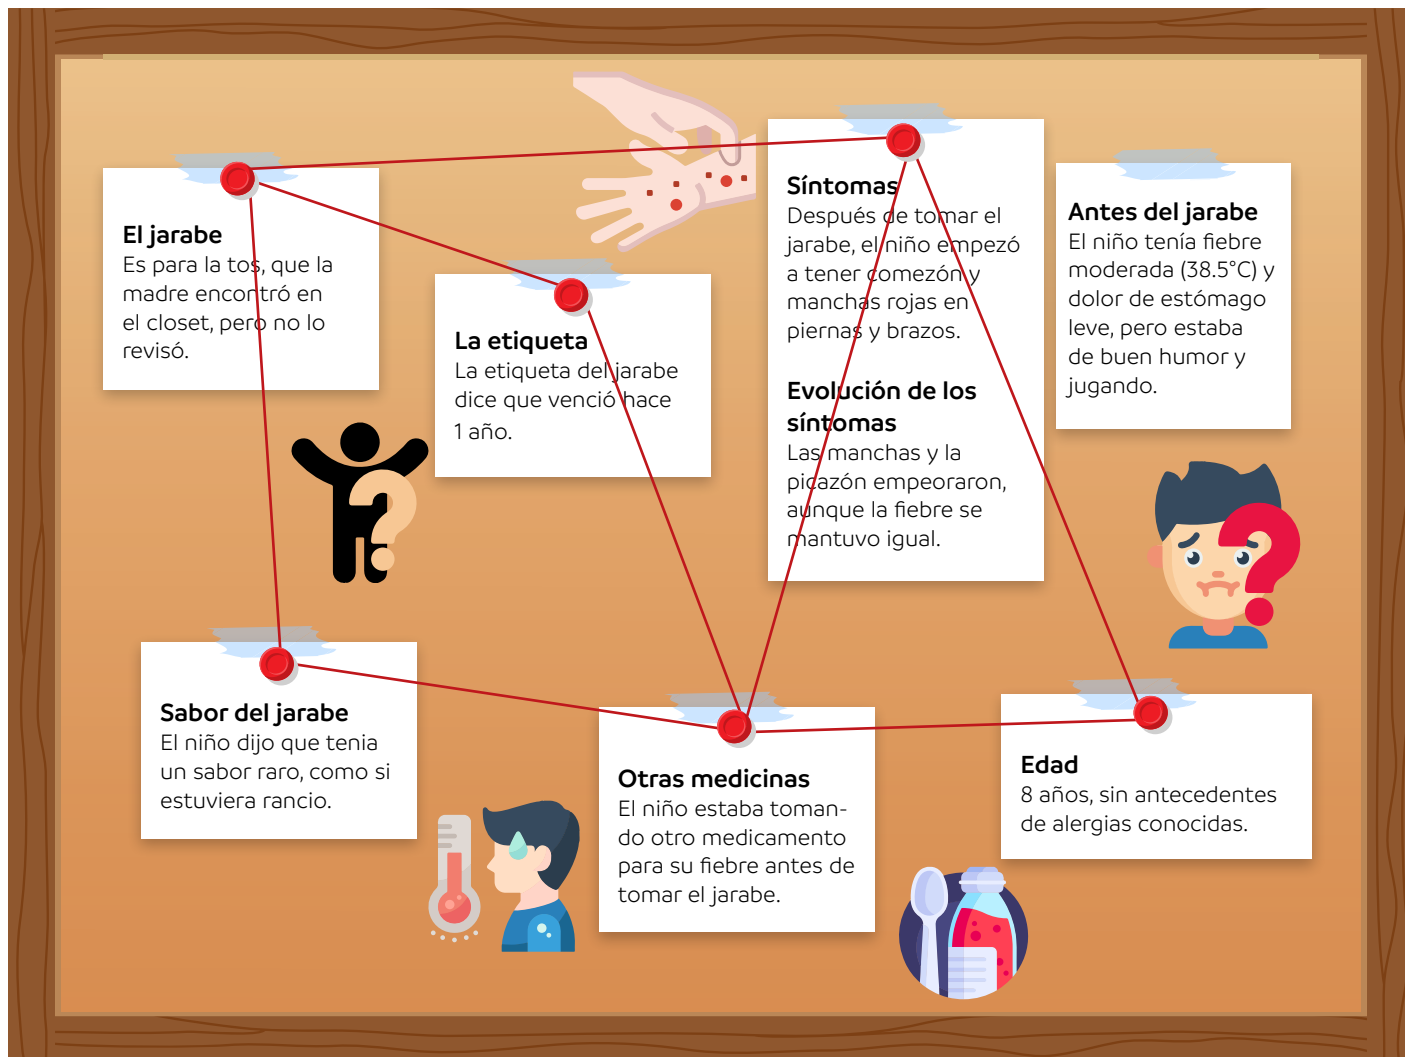 El jarabe
Es para la tos, que la
madre encontró en
el closet, pero no lo
revisó.
La etiqueta
La etiqueta del jarabe
dice que venció hace
1 año.
Síntomas
Después de tomar el
jarabe, el niño empezó
a tener comezón y
manchas rojas en
piernas y brazos.
Evolución de los
síntomas
Las manchas y la
picazón empeoraron,
aunque la fiebre se
mantuvo igual.
Antes del jarabe
El niño tenía fiebre
moderada (38.5°C) y
dolor de estómago
leve, pero estaba
de buen humor y
jugando.
Sabor del jarabe
El niño dijo que tenia
un sabor raro, como si
estuviera rancio.
Otras medicinas
El niño estaba toman-
do otro medicamento
para su fiebre antes de
tomar el jarabe.
Edad
8 años, sin antecedentes
de alergias conocidas.